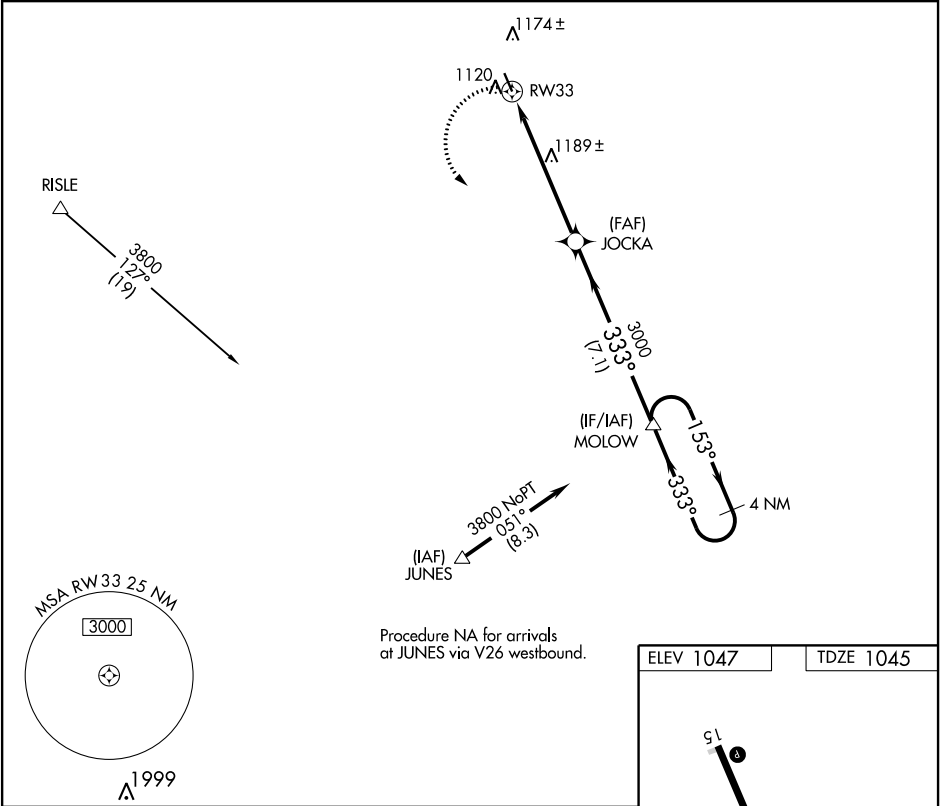 1174±
1120
RW33
1189±
RISLE
(FAF)
JOCKA
3800
127°
(19)
3000
333°
(7.1)
(IF/IAF)
MOLOW
153°
333°
4 NM
3800 NoPT
051°
(8.3)
(IAF)
JUNES
MSA RW33 25 NM
3000
Procedure NA for arrivals
at JUNES via V26 westbound.
1999
ELEV 1047
TDZE 1045
15
P